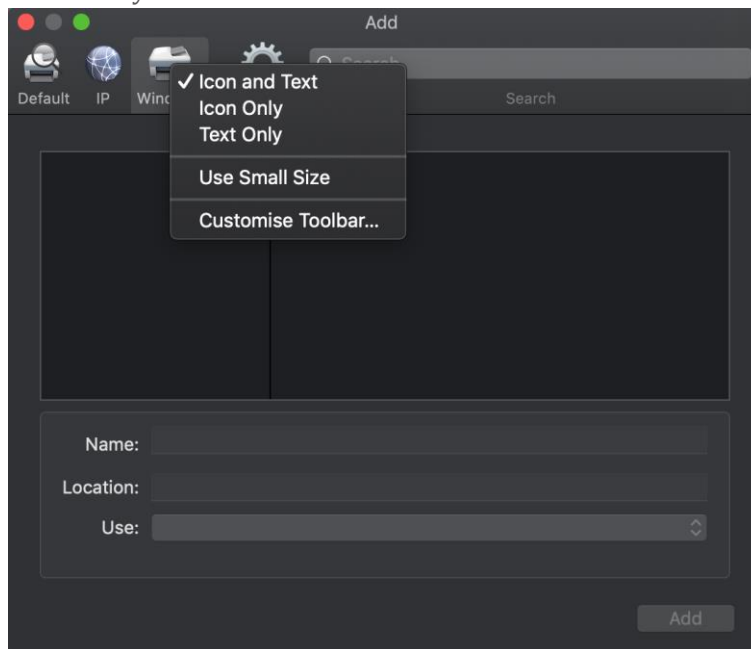 Add
Search
Default IP Search
✓ Icon and Text
Icon Only
Text Only
Use Small Size
Customise Toolbar...
Name:
Location:
Use:
Add